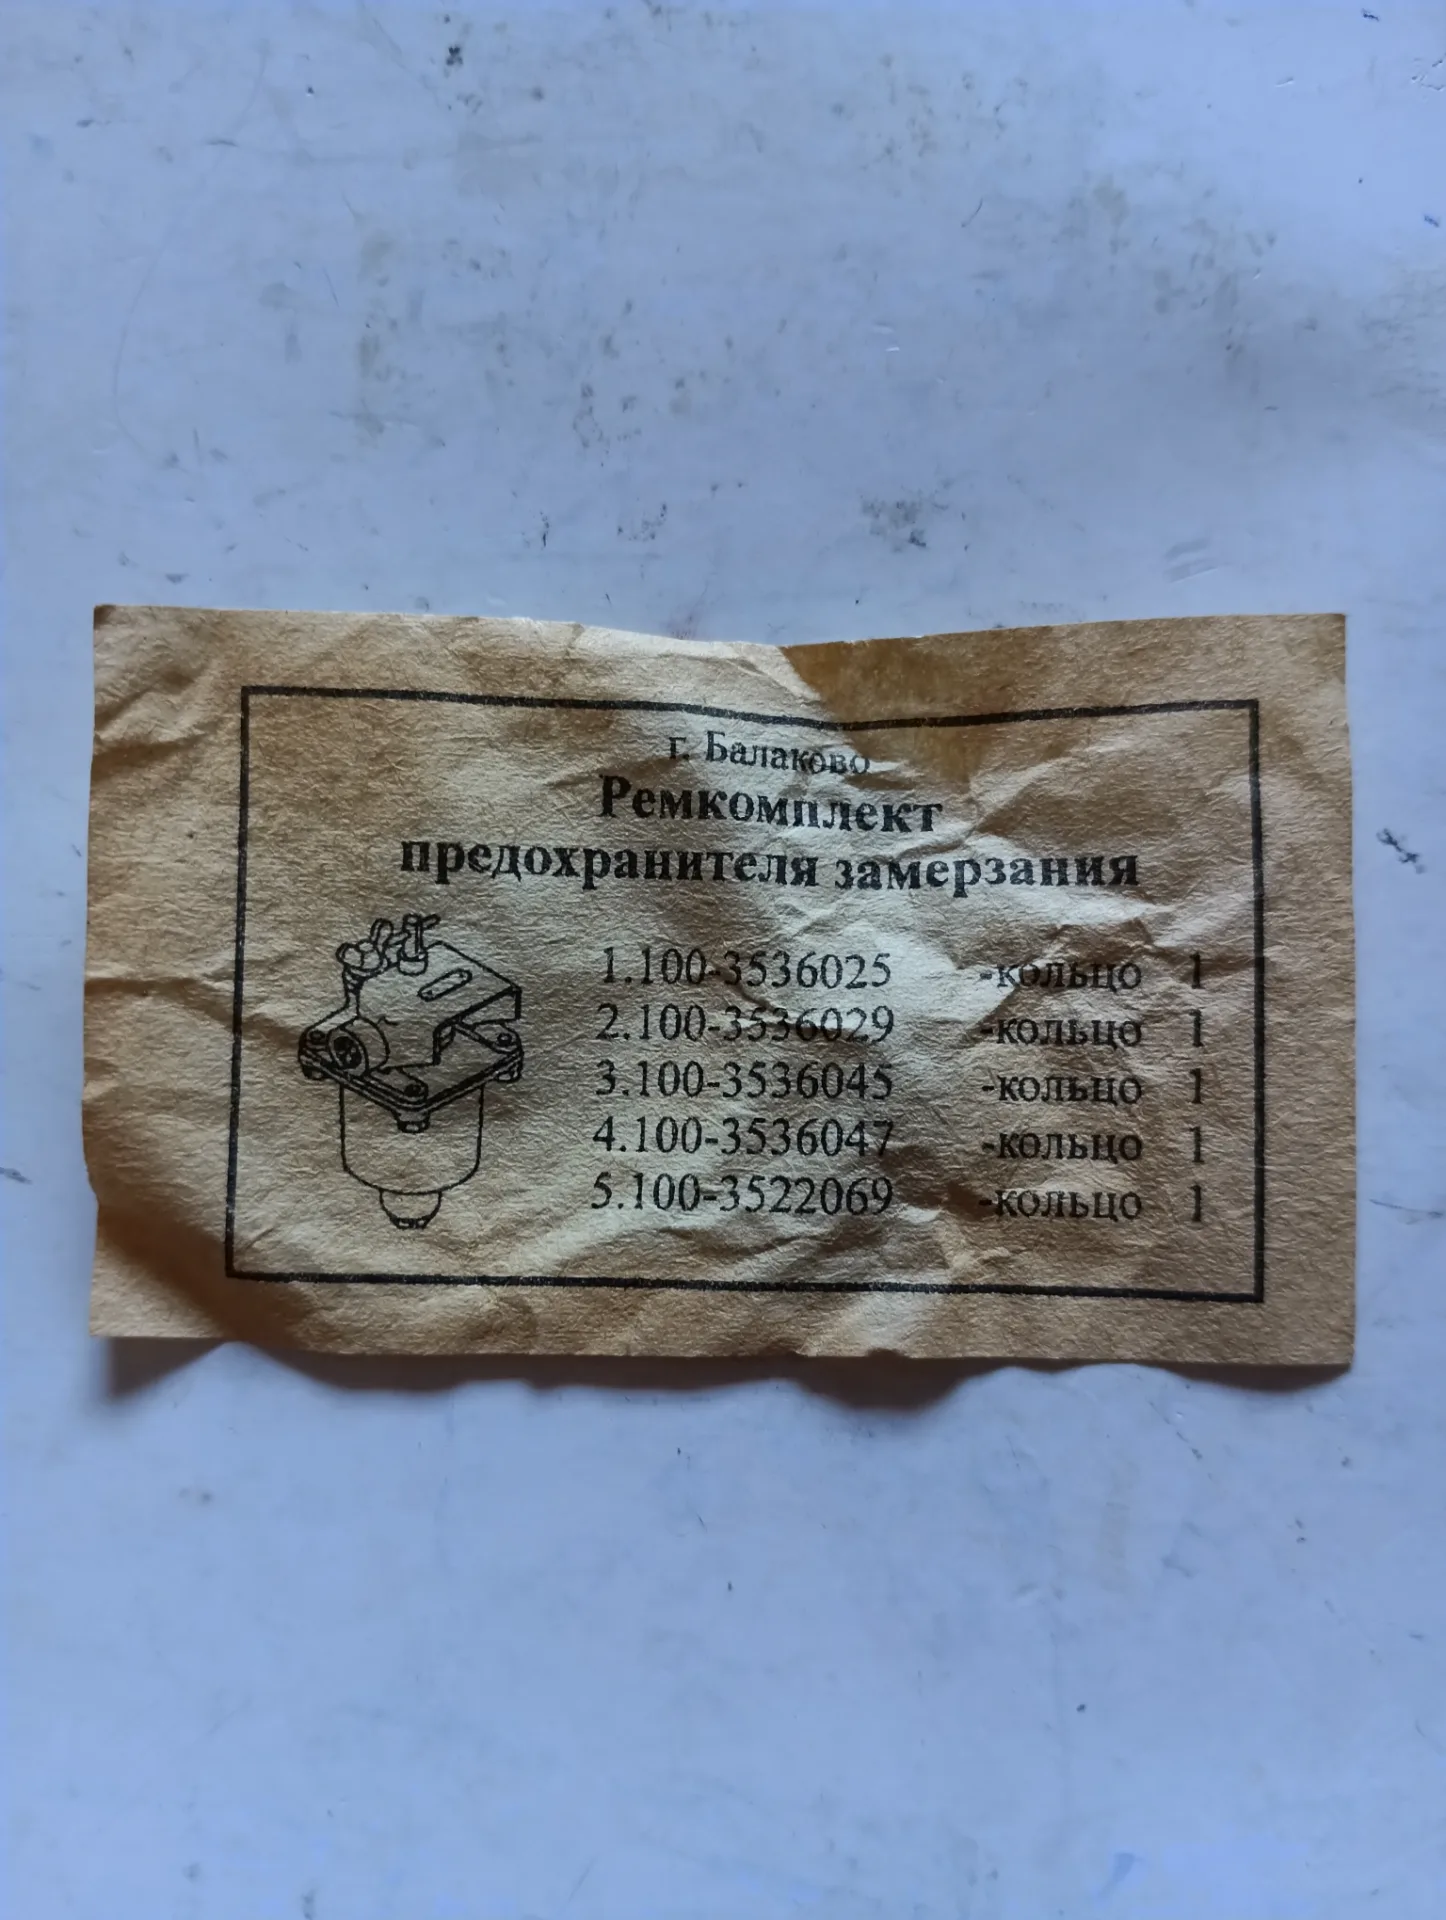 г. Балаково
Ремкомплект
предохранителя замерзания
1.100-3536025 -кольцо 1
2.100-3536029 -кольцо 1
3.100-3536045 -кольцо 1
4.100-3536047 -кольцо 1
5.100-3522069 -кольцо 1